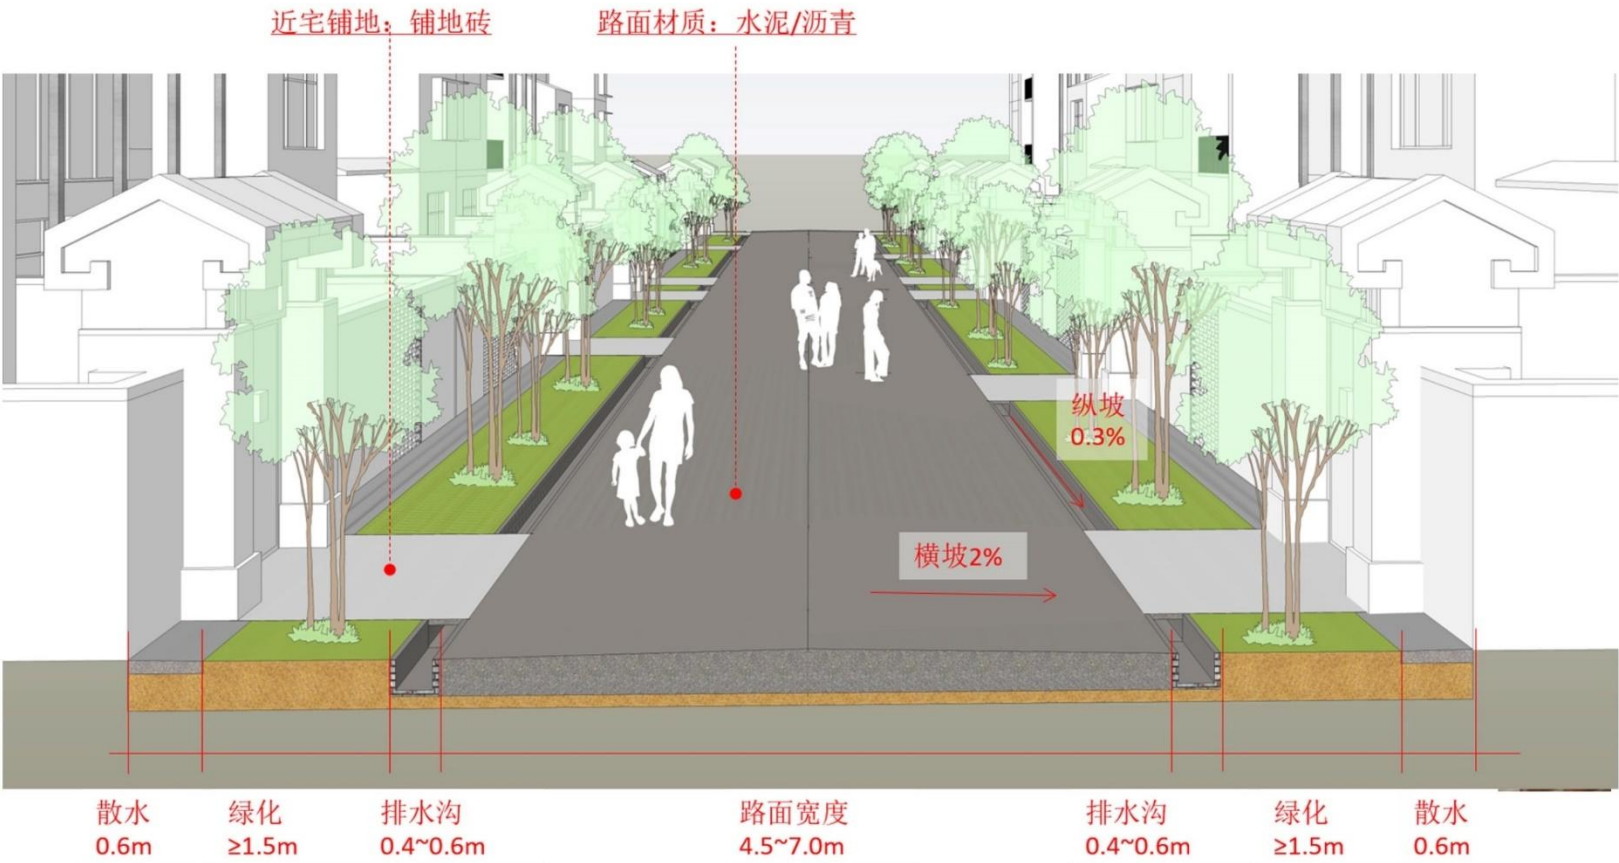 近宅铺地：铺地砖
路面材质：水泥/沥青
纵坡
0.3%
横坡2%
散水
0.6m
绿化
≥1.5m
排水沟
0.4~0.6m
路面宽度
4.5~7.0m
排水沟
0.4~0.6m
绿化
≥1.5m
散水
0.6m